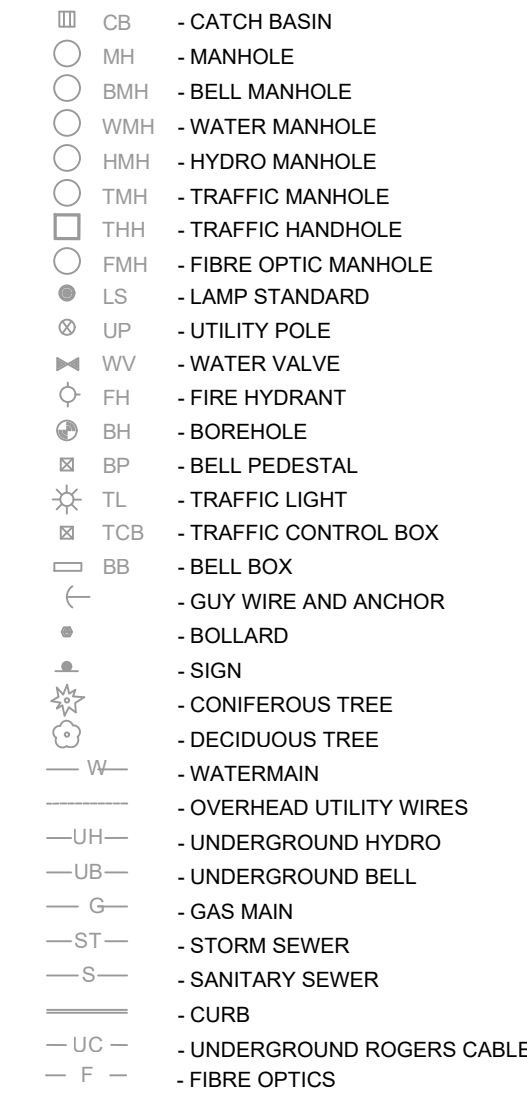 CB - CATCH BASIN
MH - MANHOLE
BMH - BELL MANHOLE
WMH - WATER MANHOLE
HMH - HYDRO MANHOLE
TMH - TRAFFIC MANHOLE
THH - TRAFFIC HANDHOLE
FMH - FIBRE OPTIC MANHOLE
LS - LAMP STANDARD
UP - UTILITY POLE
WV - WATER VALVE
FH - FIRE HYDRANT
BH - BOREHOLE
BP - BELL PEDESTAL
TL - TRAFFIC LIGHT
TCB - TRAFFIC CONTROL BOX
BB - BELL BOX
- GUY WIRE AND ANCHOR
- BOLLARD
- SIGN
- CONIFEROUS TREE
- DECIDUOUS TREE
W - WATERMAIN
- OVERHEAD UTILITY WIRES
UH - UNDERGROUND HYDRO
UB - UNDERGROUND BELL
G - GAS MAIN
ST - STORM SEWER
S - SANITARY SEWER
- CURB
UC - UNDERGROUND ROGERS CABLE
F - FIBRE OPTICS